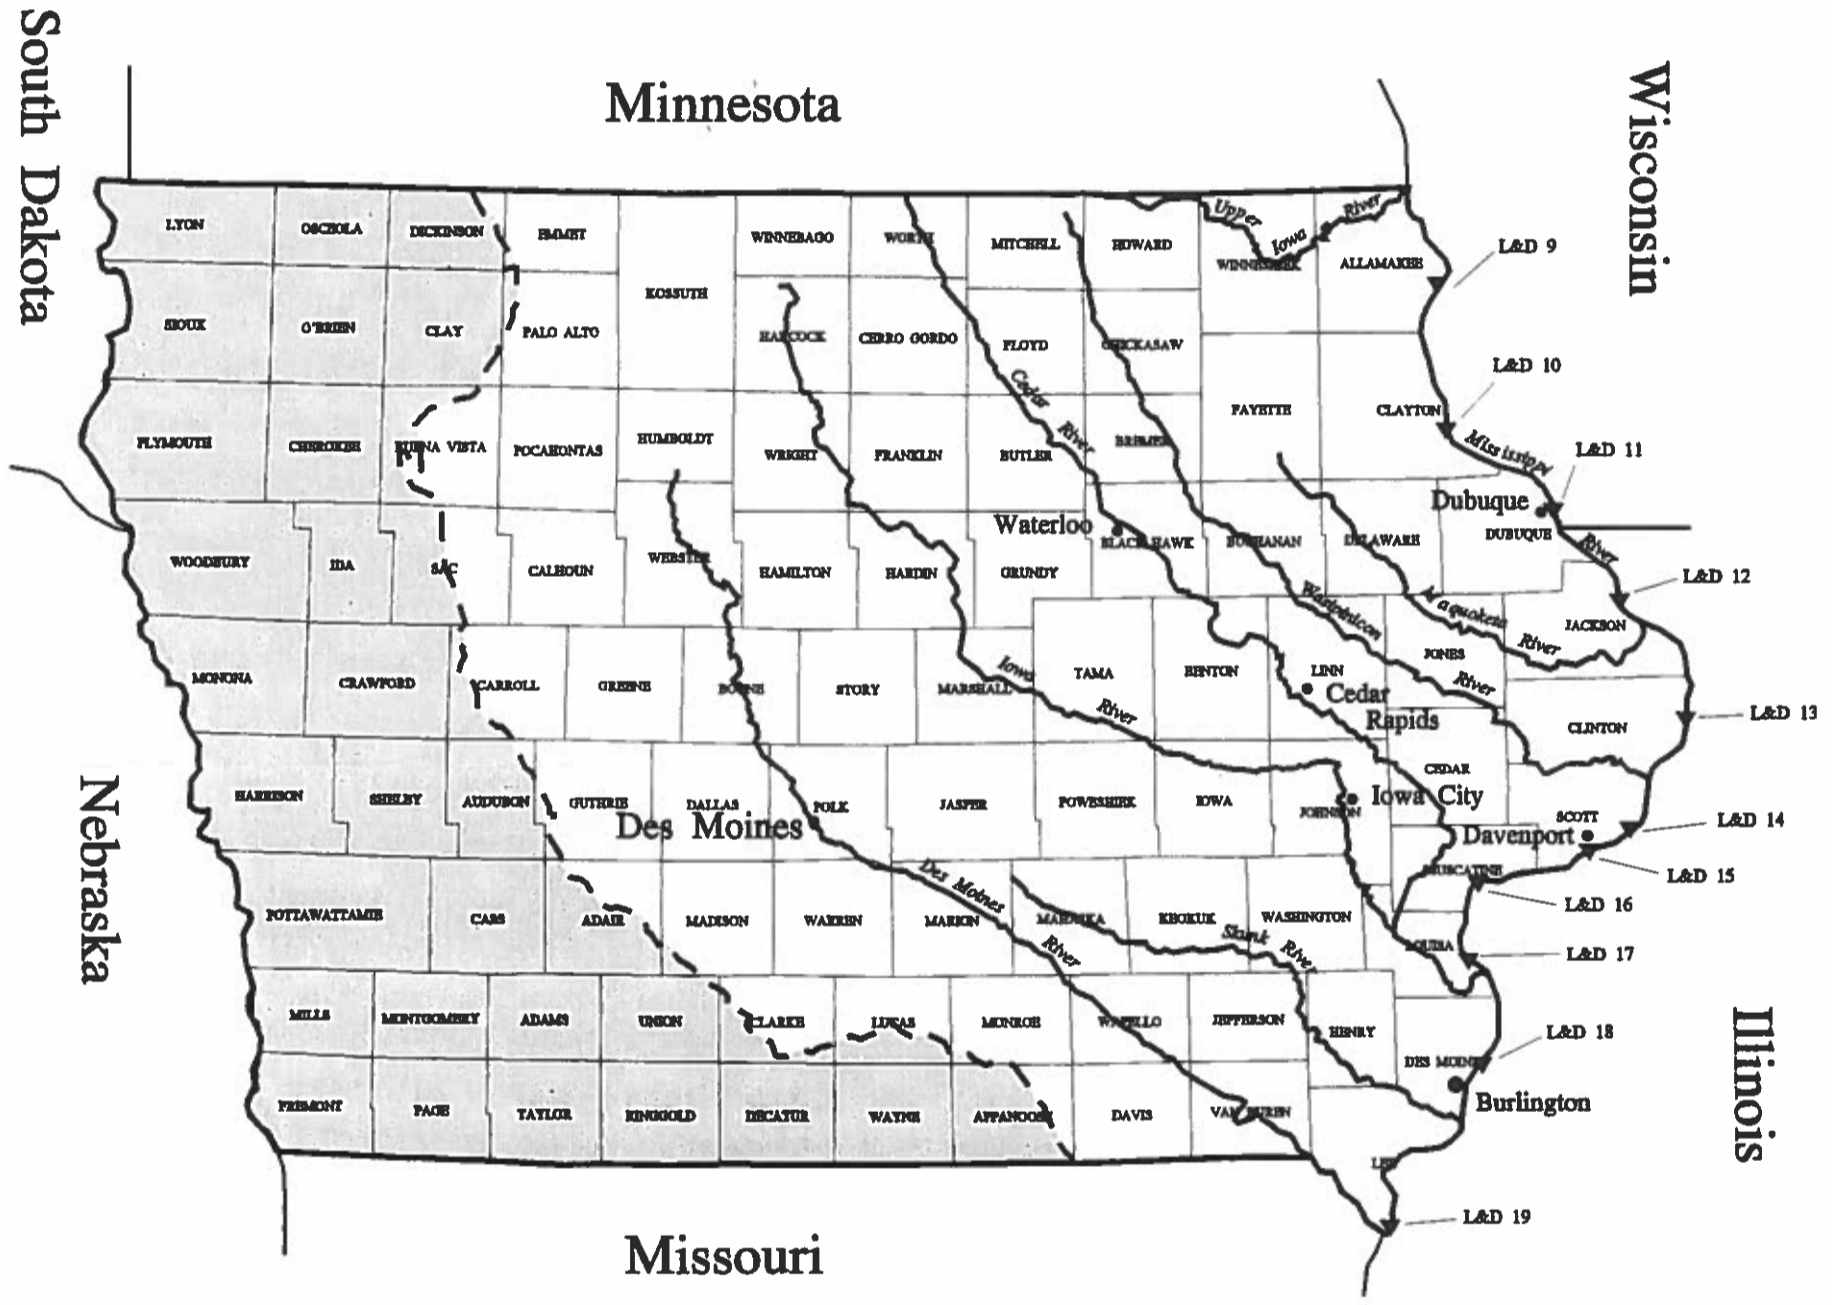 South Dakota
Minnesota
Wisconsin
LYON
OSCEOLA
DICKINSON
EMMET
WINNEBAGO
WORTH
MITCHELL
HOWARD
Upper
Iowa
River
WINNESHIEK
ALLAMAKEE
L&D 9
KOSSUTH
SIOUX
O'BRIEN
CLAY
PALO ALTO
HANCOCK
CERRO GORDO
FLOYD
CHICKASAW
L&D 10
Cedar
River
FAYETTE
CLAYTON
Mississippi
L&D 11
PLYMOUTH
CHEROKEE
BUENA VISTA
POCAHONTAS
HUMBOLDT
WRIGHT
FRANKLIN
BUTLER
BREMER
Dubuque
Waterloo
DUBUQUE
River
WOODBURY
IDA
SAC
CALHOUN
WEBSTER
HAMILTON
HARDIN
GRUNDY
BLACK HAWK
BUCHANAN
DELAWARE
L&D 12
Wasipinicon
River
Maquoketa
River
JACKSON
MONONA
CRAWFORD
CARROLL
GREENE
BOONE
STORY
MARSHALL
Iowa
River
TAMA
BENTON
LINN
JONES
Cedar
Rapids
CLINTON
L&D 13
Nebraska
HARRISON
SHELBY
AUDUBON
GUTHRIE
DALLAS
POLK
JASPER
POWESHIEK
IOWA
JOHNSON
CEDAR
Iowa City
Des Moines
SCOTT
Davenport
L&D 14
MUSCATINE
L&D 15
POTTAWATTAMIE
CASS
ADAIR
MADISON
WARREN
MARION
Des Moines
River
MAHASKA
KEOKUK
WASHINGTON
Skunk
River
L&D 16
LOUISA
L&D 17
MILLS
MONTGOMERY
ADAMS
UNION
CLARKE
LUCAS
MONROE
WAPELLO
JEFFERSON
HENRY
DES MOINES
L&D 18
Illinois
FREMONT
PAGE
TAYLOR
RINGGOLD
DECATUR
WAYNE
APPANOOSE
DAVIS
VAN BUREN
Burlington
LEE
L&D 19
Missouri